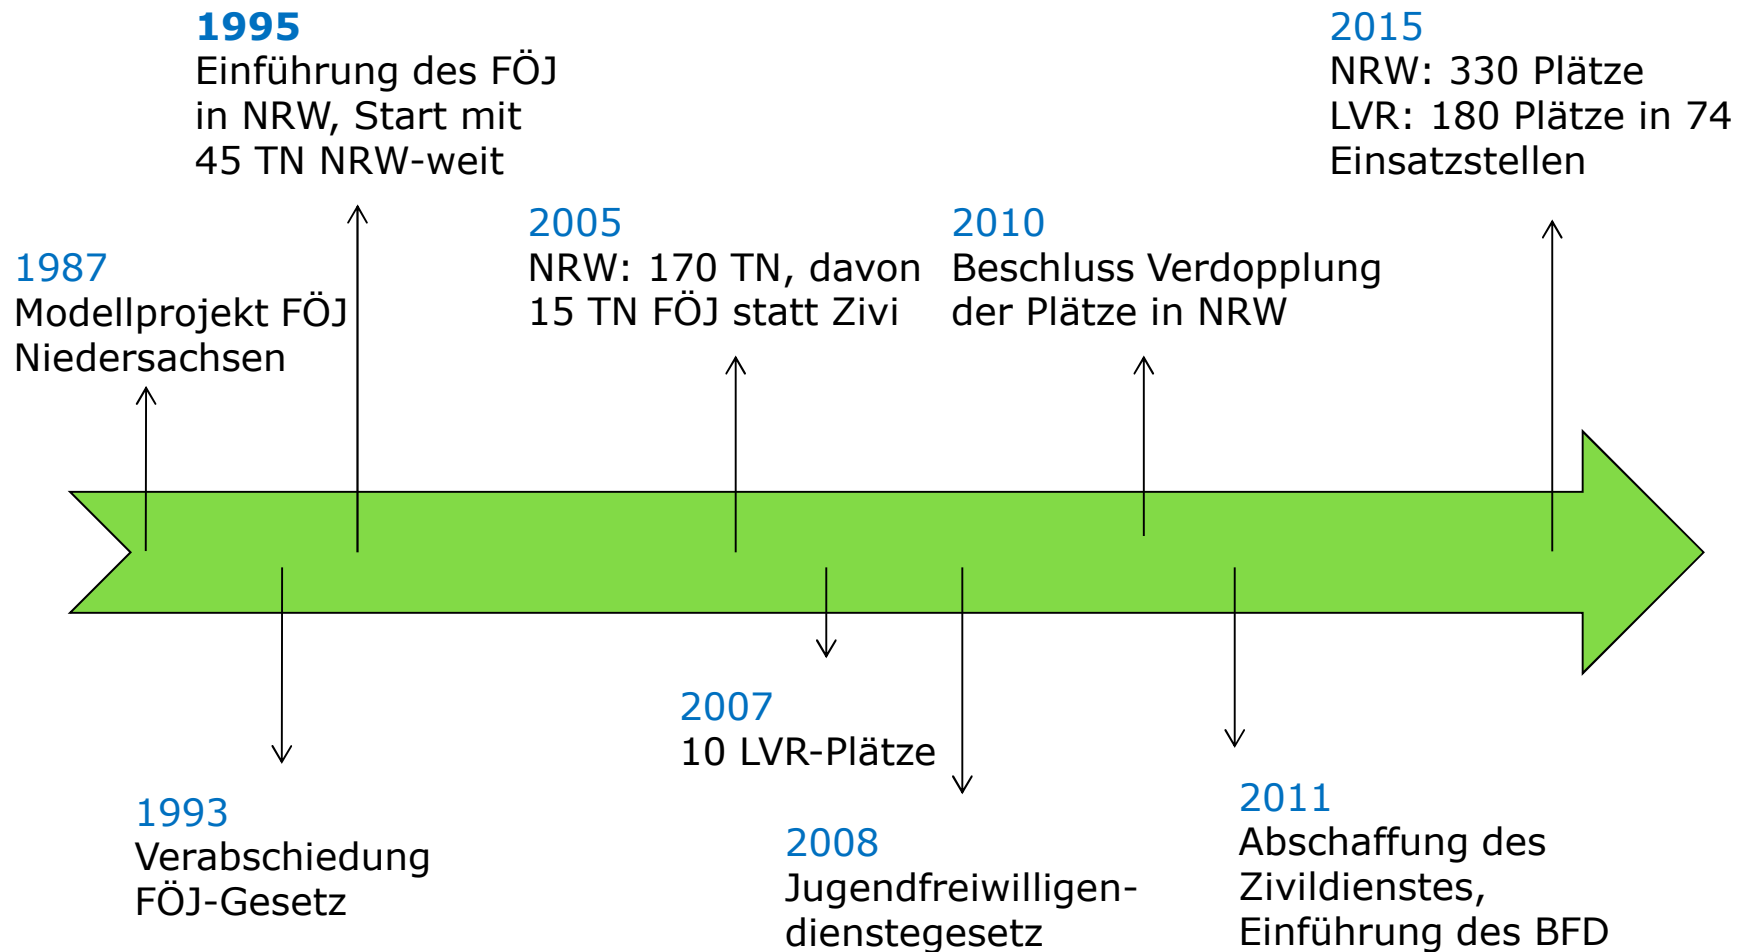 1987
Modellprojekt FÖJ
Niedersachsen
1993
Verabschiedung
FÖJ-Gesetz
1995
Einführung des FÖJ
in NRW, Start mit
45 TN NRW-weit
2005
NRW: 170 TN, davon
15 TN FÖJ statt Zivi
2007
10 LVR-Plätze
2008
Jugendfreiwilligen-
dienstegesetz
2010
Beschluss Verdopplung
der Plätze in NRW
2011
Abschaffung des
Zivildienstes,
Einführung des BFD
2015
NRW: 330 Plätze
LVR: 180 Plätze in 74
Einsatzstellen